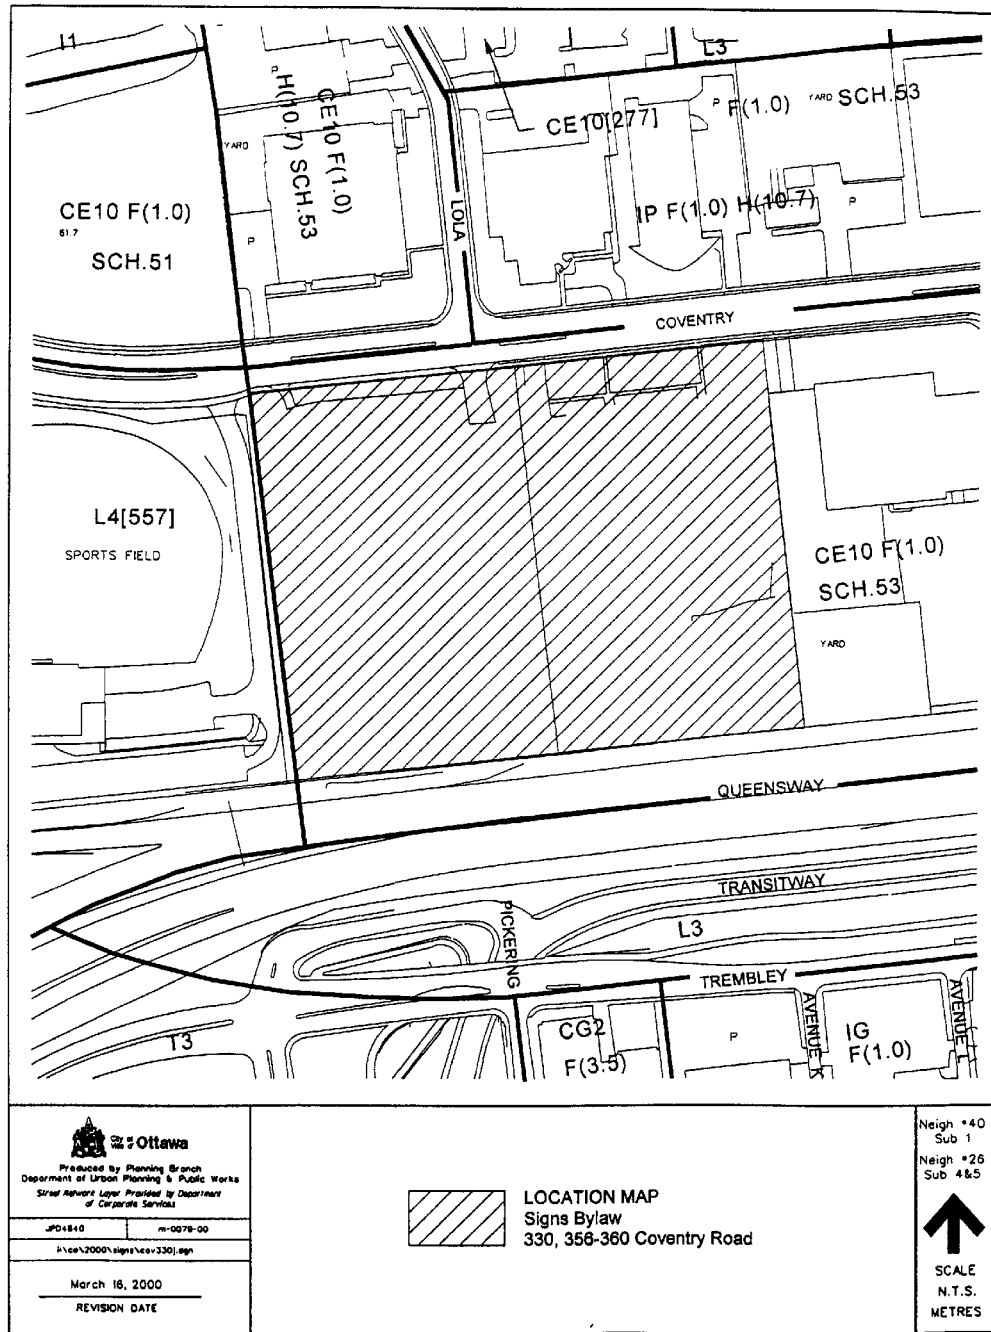 I1
L3
CE10[277]
P F(1.0)
YARD SCH.53
P
CE10 F(1.0)
H(10.7) SCH.53
YARD
P
CE10 F(1.0)
61.7
SCH.51
LOLA
IP F(1.0) H(10.7)
P
COVENTRY
L4[557]
SPORTS FIELD
CE10 F(1.0)
SCH.53
YARD
QUEENSWAY
TRANSITWAY
PICKERING
L3
TREMBLEY
T3
CG2
F(3.5)
P
AVENUE K
IG
F(1.0)
AVENUE L
Ottawa
Produced by Planning Branch
Department of Urban Planning & Public Works
Street Network Layer Provided by Department
of Corporate Services
JPD4840
m-0079-00
March 16, 2000
REVISION DATE
LOCATION MAP
Signs Bylaw
330, 356-360 Coventry Road
Neigh *40
Sub 1
Neigh *26
Sub 4&5
SCALE
N.T.S.
METRES